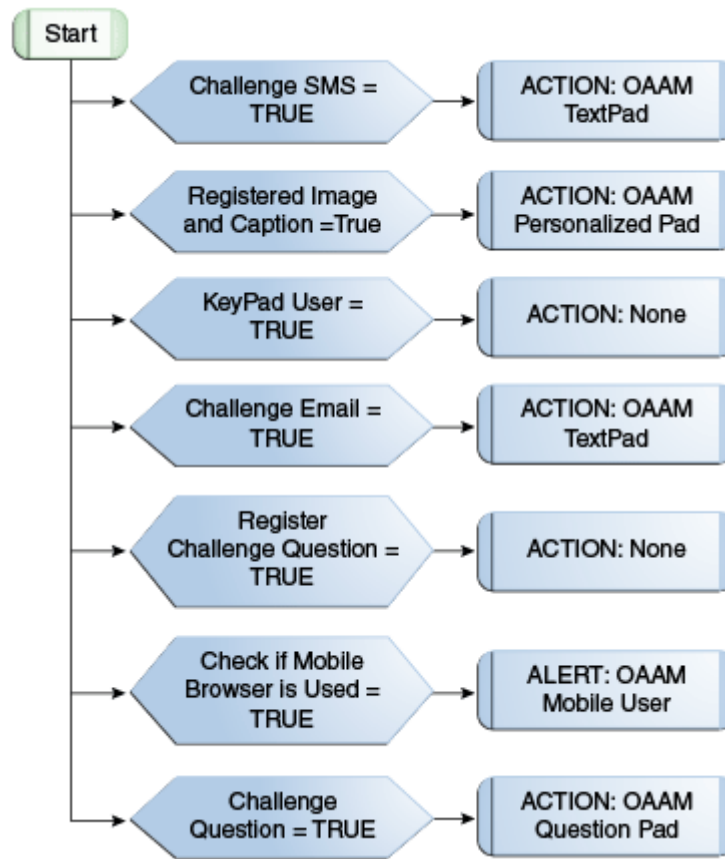 Start
Challenge SMS =
TRUE
ACTION: OAAM
TextPad
Registered Image
and Caption =True
ACTION: OAAM
Personalized Pad
KeyPad User =
TRUE
ACTION: None
Challenge Email =
TRUE
ACTION: OAAM
TextPad
Register
Challenge Question =
TRUE
ACTION: None
Check if Mobile
Browser is Used =
TRUE
ALERT: OAAM
Mobile User
Challenge
Question = TRUE
ACTION: OAAM
Question Pad